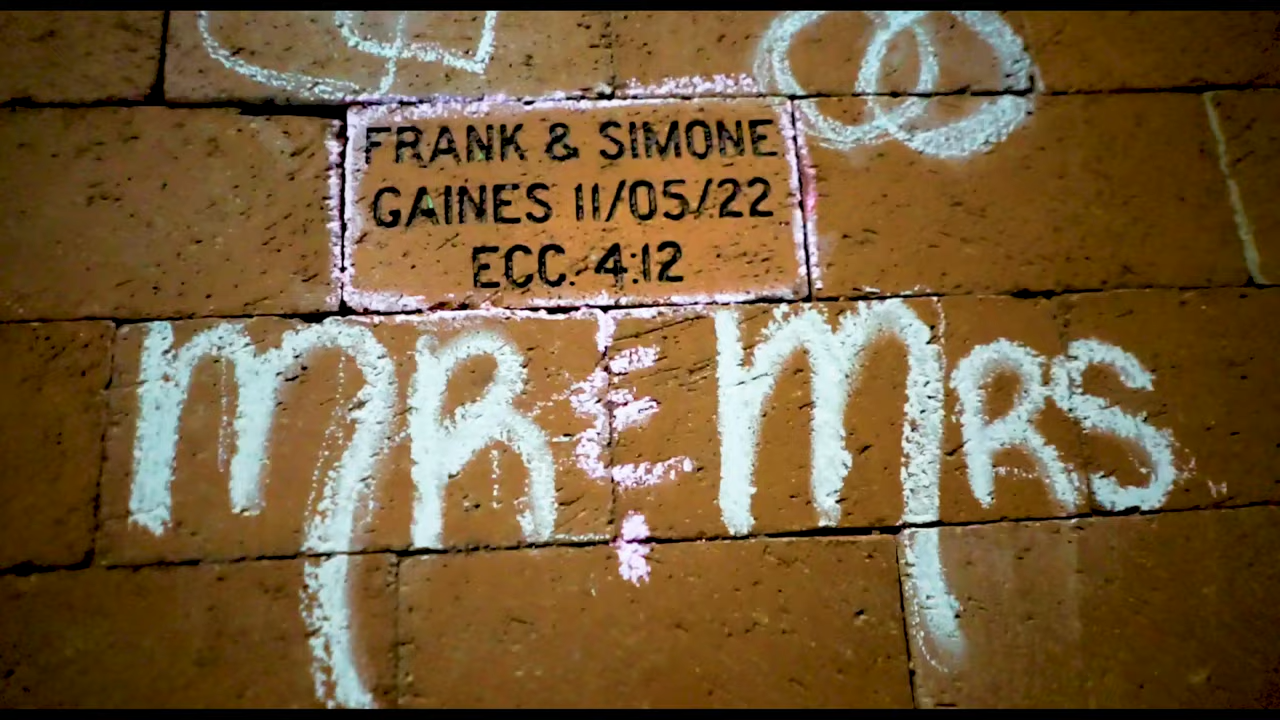 FRANK & SIMONE
GAINES 11/05/22
ECC. 4:12
MR & MRS